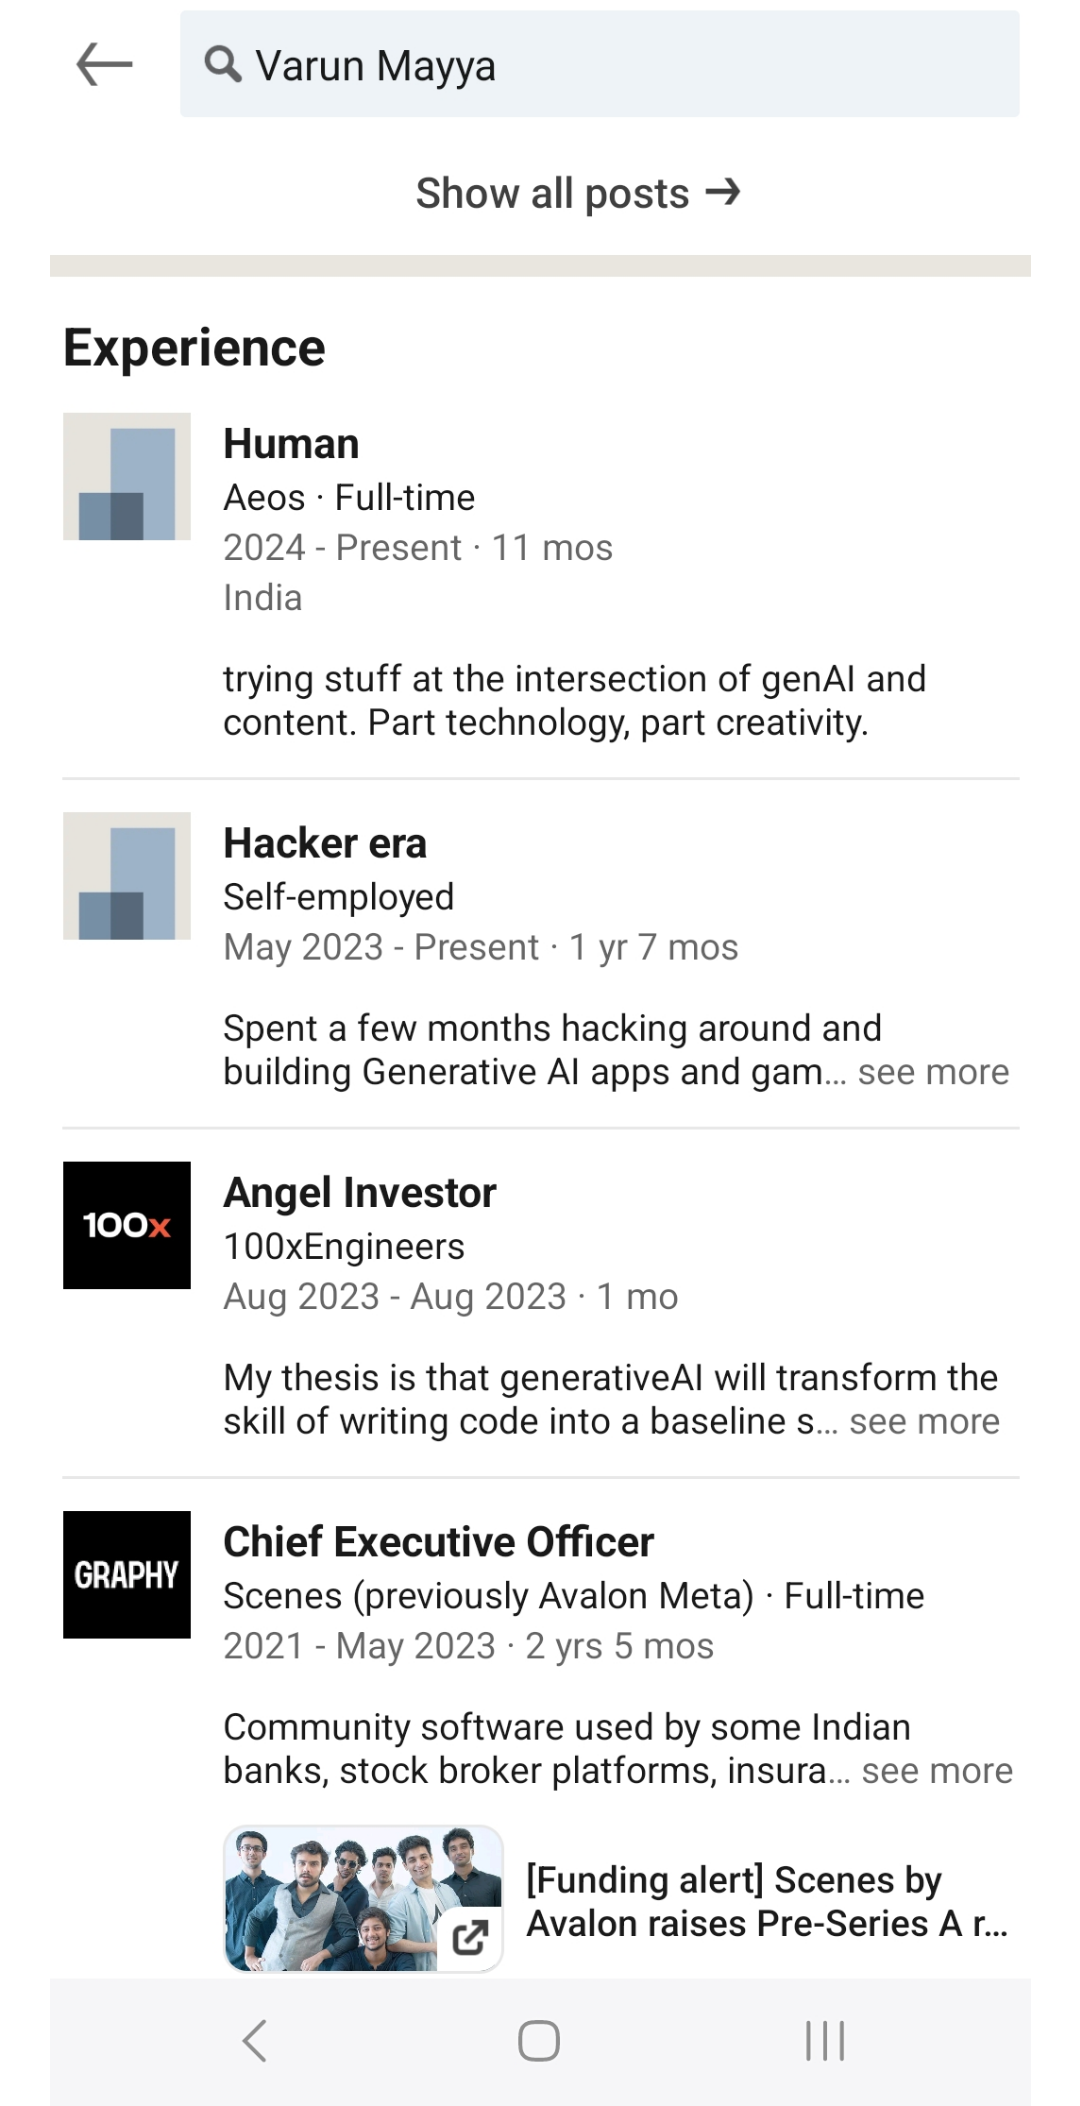 Varun Mayya
Show all posts →
Experience
Human
Aeos · Full-time
2024 - Present · 11 mos
India
trying stuff at the intersection of genAI and
content. Part technology, part creativity.
Hacker era
Self-employed
May 2023 - Present · 1 yr 7 mos
Spent a few months hacking around and
building Generative AI apps and gam… see more
100x
Angel Investor
100xEngineers
Aug 2023 - Aug 2023 · 1 mo
My thesis is that generativeAI will transform the
skill of writing code into a baseline s… see more
GRAPHY
Chief Executive Officer
Scenes (previously Avalon Meta) · Full-time
2021 - May 2023 · 2 yrs 5 mos
Community software used by some Indian
banks, stock broker platforms, insura… see more
[Funding alert] Scenes by
Avalon raises Pre-Series A r…